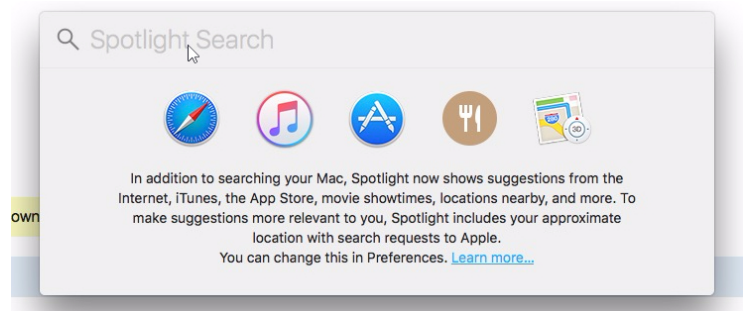 Spotlight Search
3D
In addition to searching your Mac, Spotlight now shows suggestions from the
Internet, iTunes, the App Store, movie showtimes, locations nearby, and more. To
make suggestions more relevant to you, Spotlight includes your approximate
location with search requests to Apple.
You can change this in Preferences. Learn more...
own